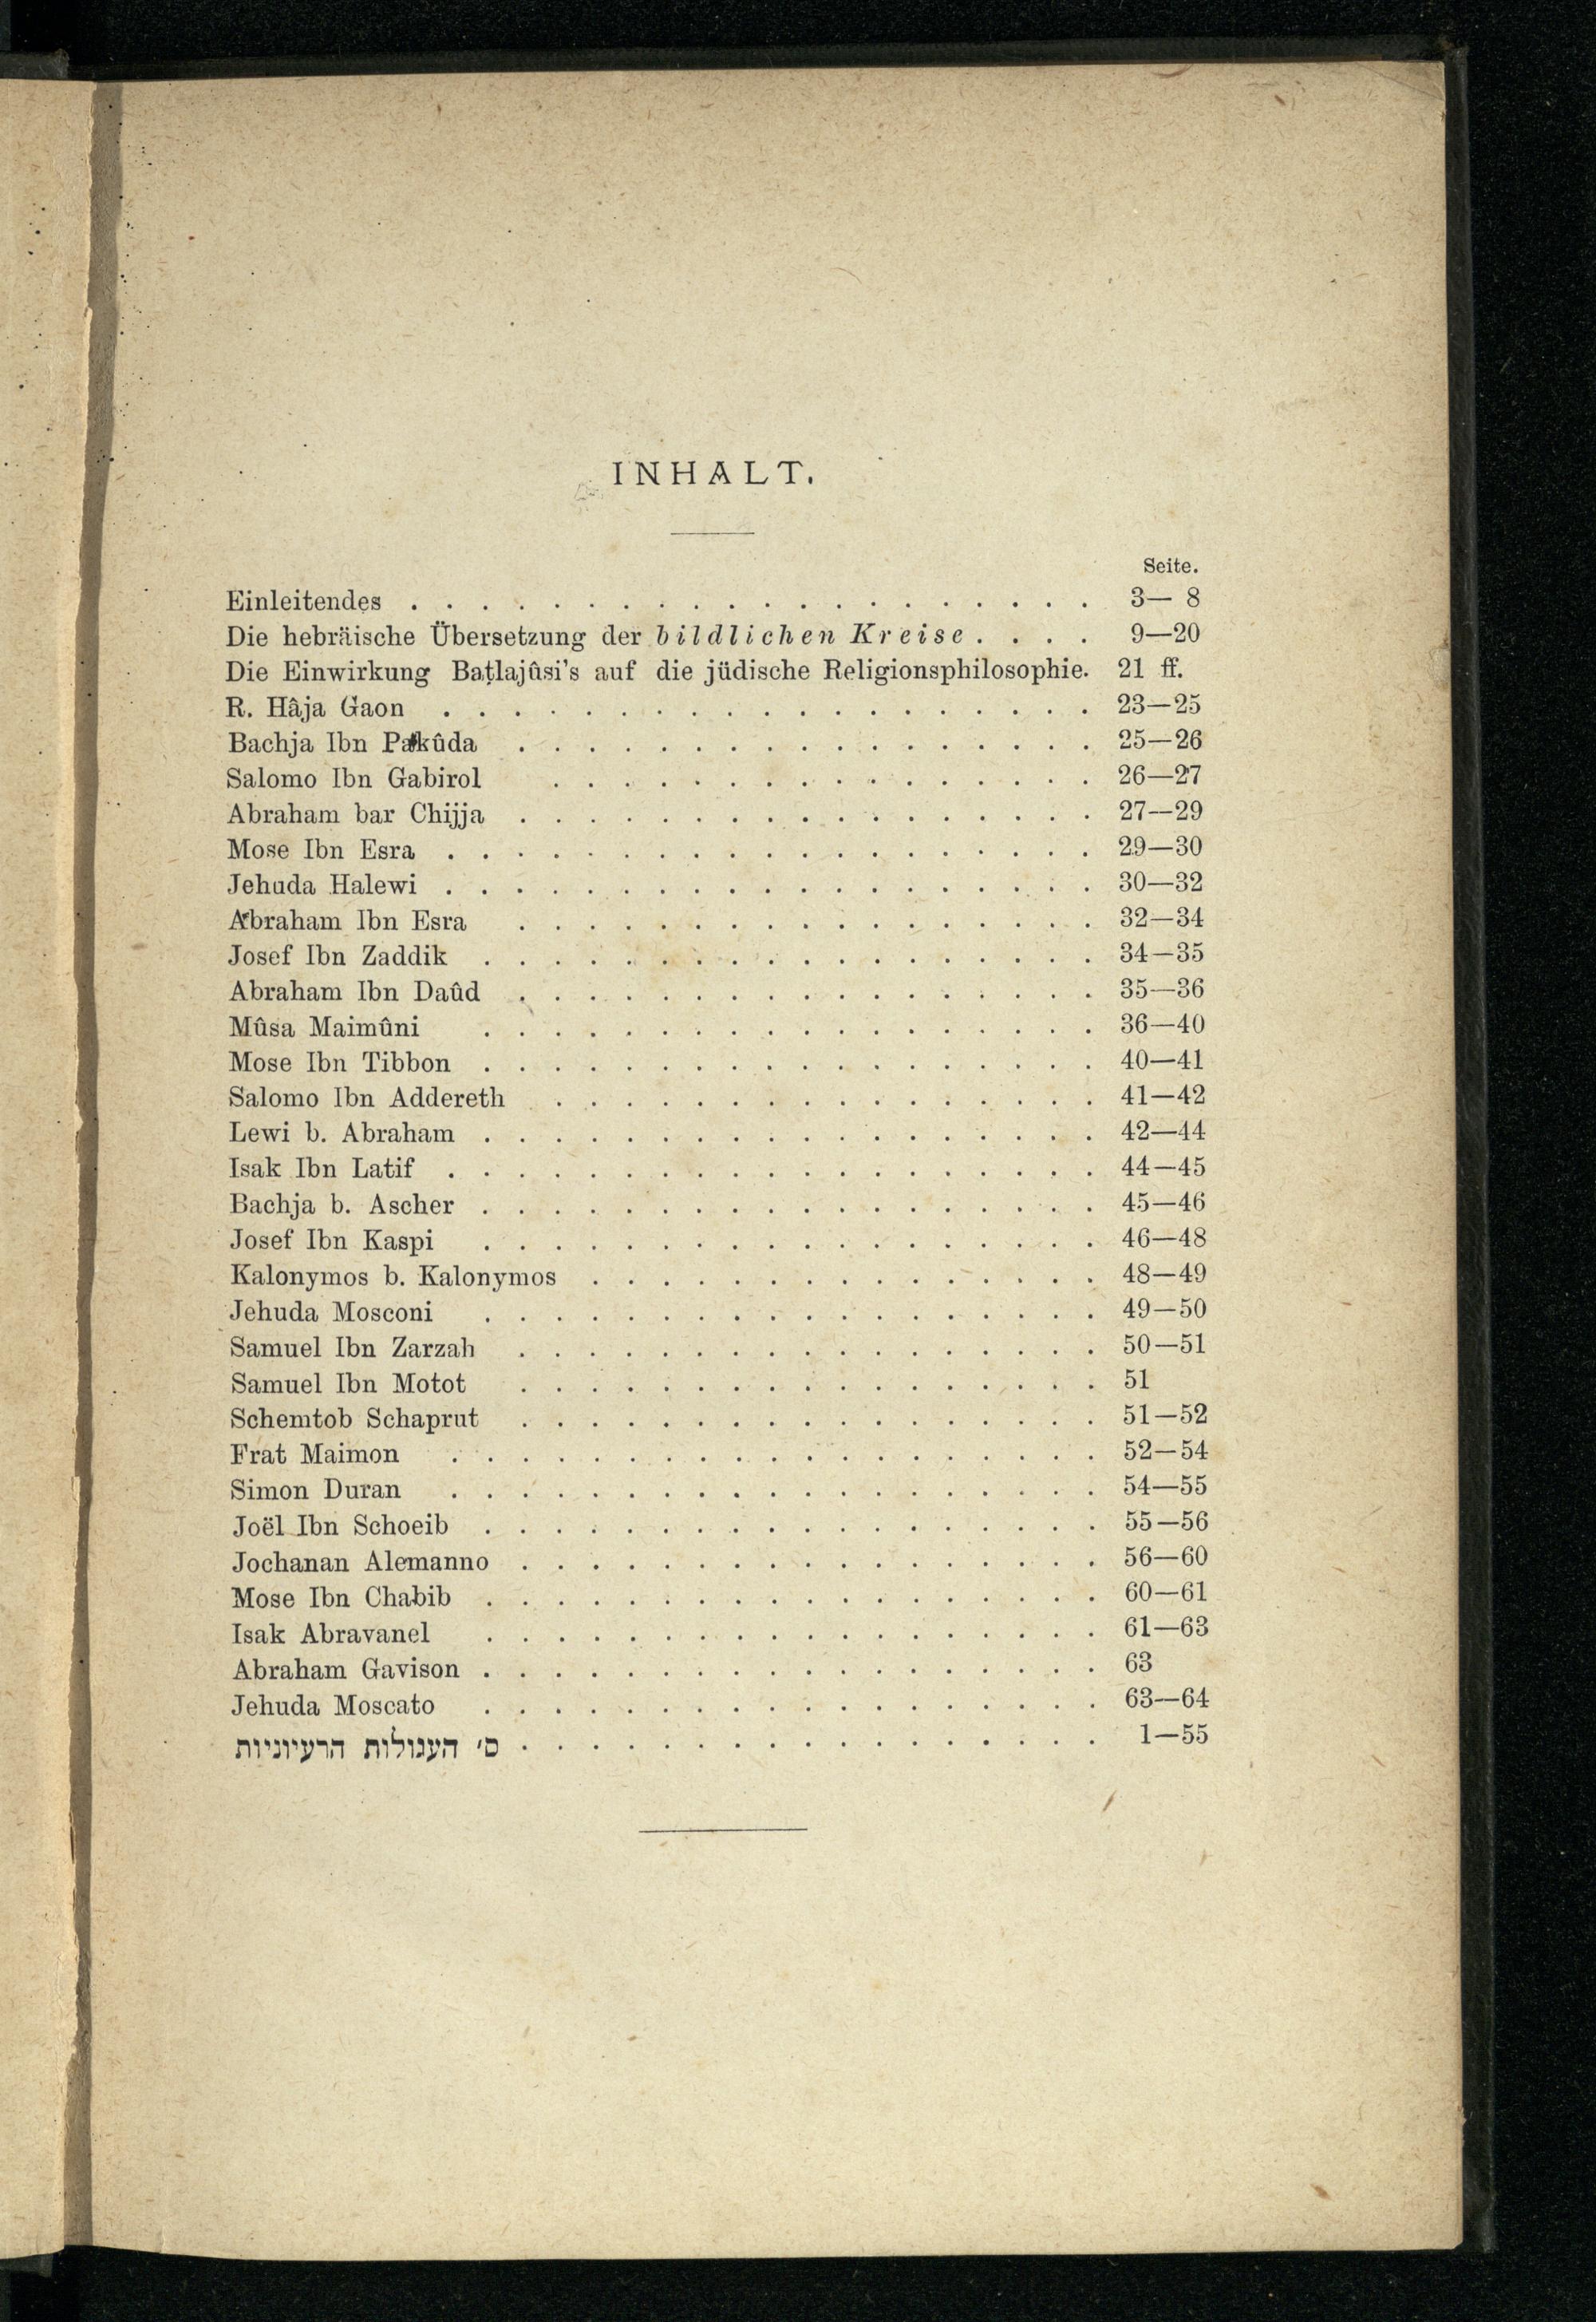 INHALT.
Seite.
Einleitendes . . . . . . . . . . . . . . . . . . . . 3— 8
Die hebräische Übersetzung der bildlichen Kreise. . . . 9—20
Die Einwirkung Baṭlajûsi's auf die jüdische Religionsphilosophie. 21 ff.
R. Hâja Gaon . . . . . . . . . . . . . . . . . . . 23—25
Bachja Ibn Pakûda . . . . . . . . . . . . . . . . . 25—26
Salomo Ibn Gabirol . . . . . . . . . . . . . . . . 26—27
Abraham bar Chijja . . . . . . . . . . . . . . . . . 27—29
Mose Ibn Esra . . . . . . . . . . . . . . . . . . . 29—30
Jehuda Halewi . . . . . . . . . . . . . . . . . . . 30—32
Abraham Ibn Esra . . . . . . . . . . . . . . . . . 32—34
Josef Ibn Zaddik . . . . . . . . . . . . . . . . . . 34—35
Abraham Ibn Daûd . . . . . . . . . . . . . . . . . 35—36
Mûsa Maimûni . . . . . . . . . . . . . . . . . . 36—40
Mose Ibn Tibbon . . . . . . . . . . . . . . . . . . 40—41
Salomo Ibn Addereth . . . . . . . . . . . . . . . . 41—42
Lewi b. Abraham . . . . . . . . . . . . . . . . . . 42—44
Isak Ibn Latif . . . . . . . . . . . . . . . . . . 44—45
Bachja b. Ascher . . . . . . . . . . . . . . . . . . 45—46
Josef Ibn Kaspi . . . . . . . . . . . . . . . . . . 46—48
Kalonymos b. Kalonymos . . . . . . . . . . . . . . . 48—49
Jehuda Mosconi . . . . . . . . . . . . . . . . . . 49—50
Samuel Ibn Zarzah . . . . . . . . . . . . . . . . . 50—51
Samuel Ibn Motot . . . . . . . . . . . . . . . . . 51
Schemtob Schaprut . . . . . . . . . . . . . . . . . 51—52
Frat Maimon . . . . . . . . . . . . . . . . . . . 52—54
Simon Duran . . . . . . . . . . . . . . . . . . . 54—55
Joël Ibn Schoeib . . . . . . . . . . . . . . . . . . 55—56
Jochanan Alemanno . . . . . . . . . . . . . . . . . 56—60
Mose Ibn Chabib . . . . . . . . . . . . . . . . . . 60—61
Isak Abravanel . . . . . . . . . . . . . . . . . . 61—63
Abraham Gavison . . . . . . . . . . . . . . . . . . 63
Jehuda Moscato . . . . . . . . . . . . . . . . . . 63—64
ס׳ העגולות הרעיוניות . . . . . . . . . . . . . . . . . 1—55